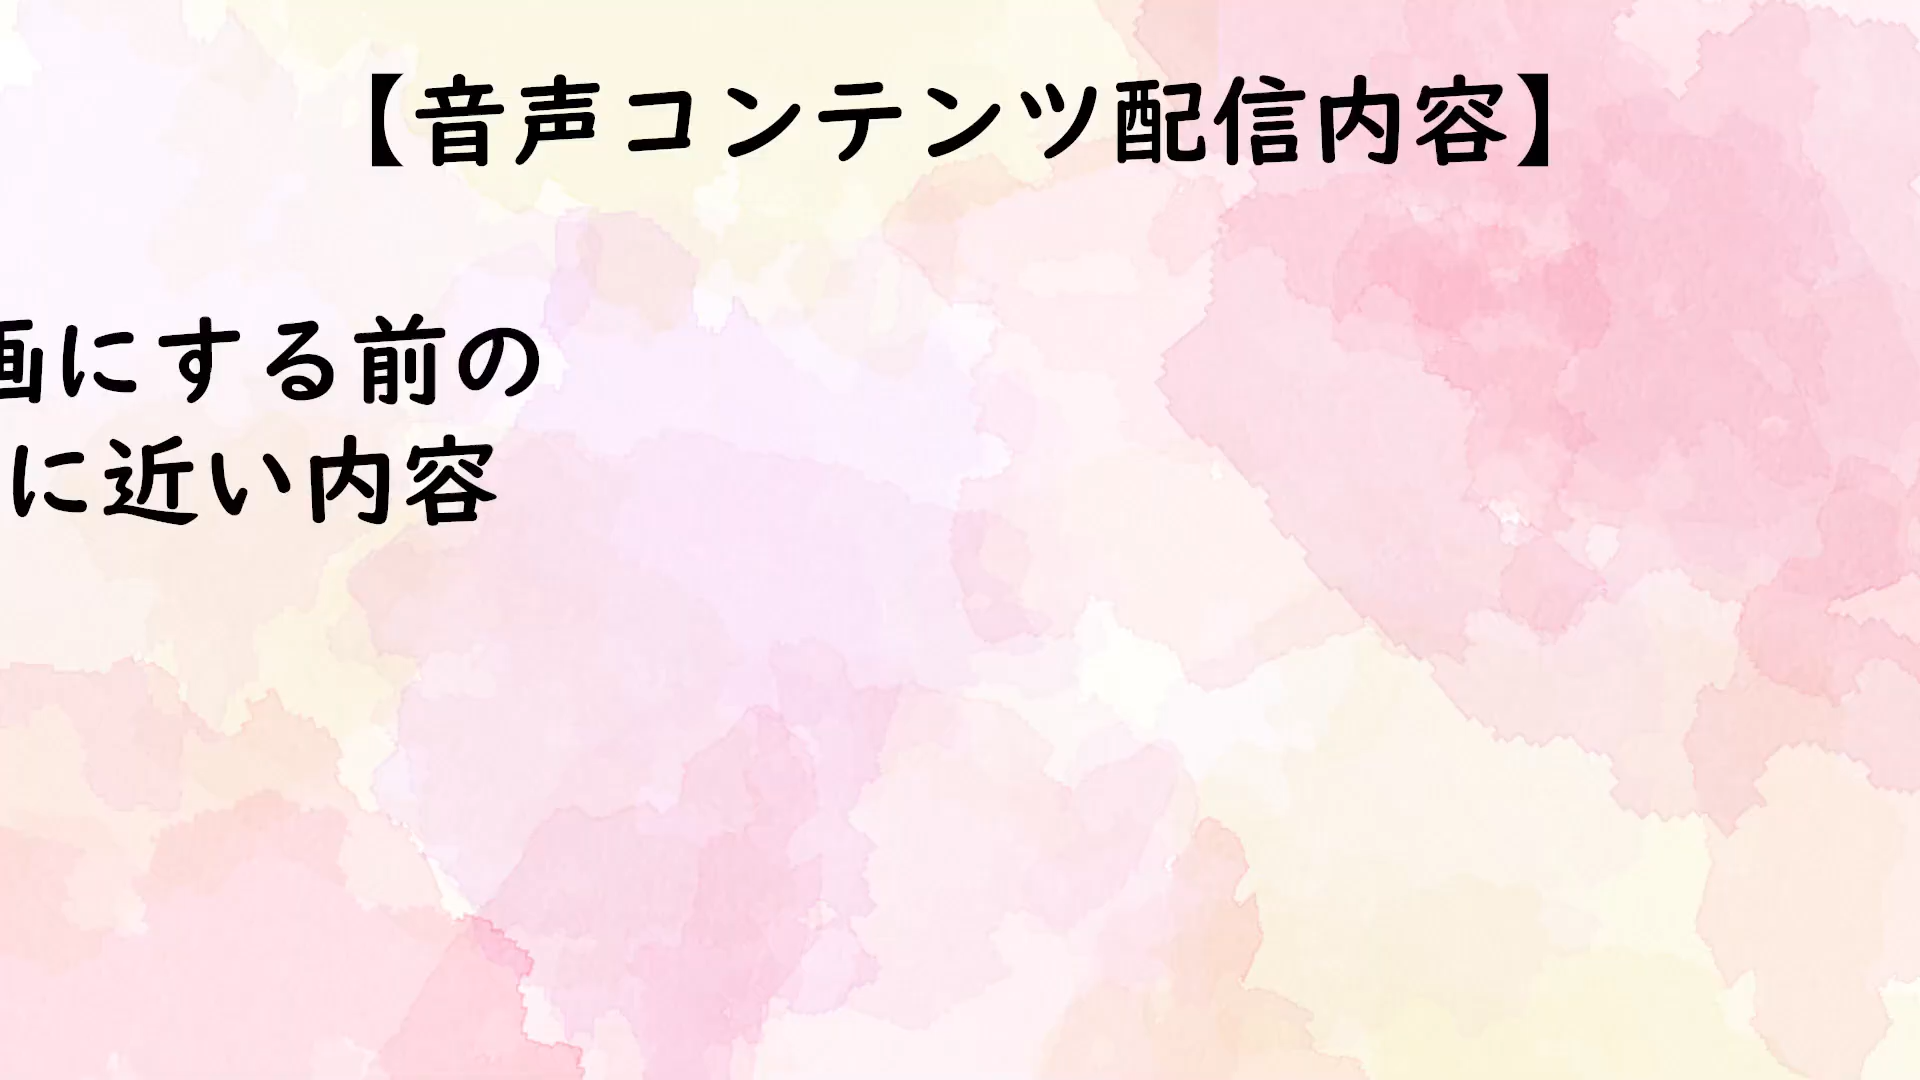 【音声コンテンツ配信内容】
画にする前の
に近い内容